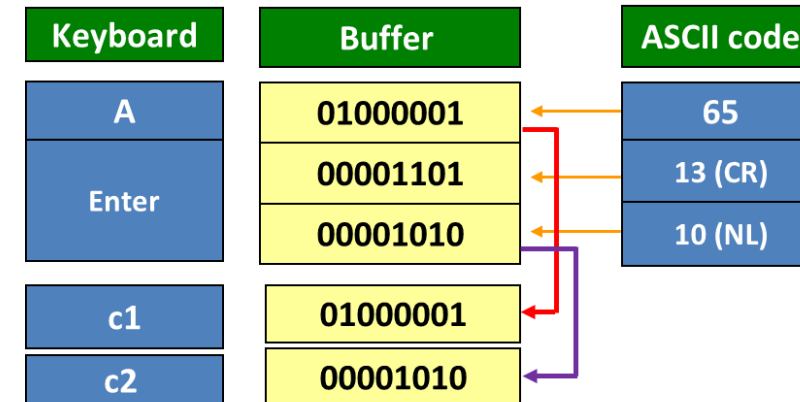 Keyboard Buffer ASCII code
A 01000001 65
Enter 00001101 13 (CR)
00001010 10 (NL)
c1 01000001
c2 00001010